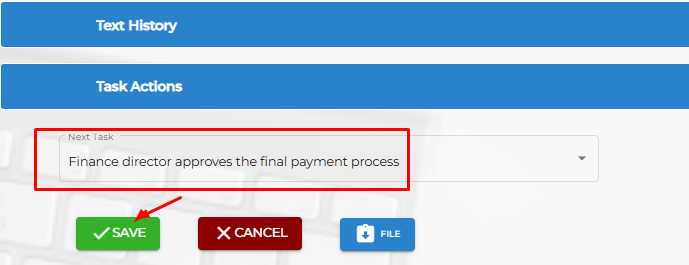 Text History
Task Actions
Next Task
Finance director approves the final payment process
SAVE
CANCEL
FILE